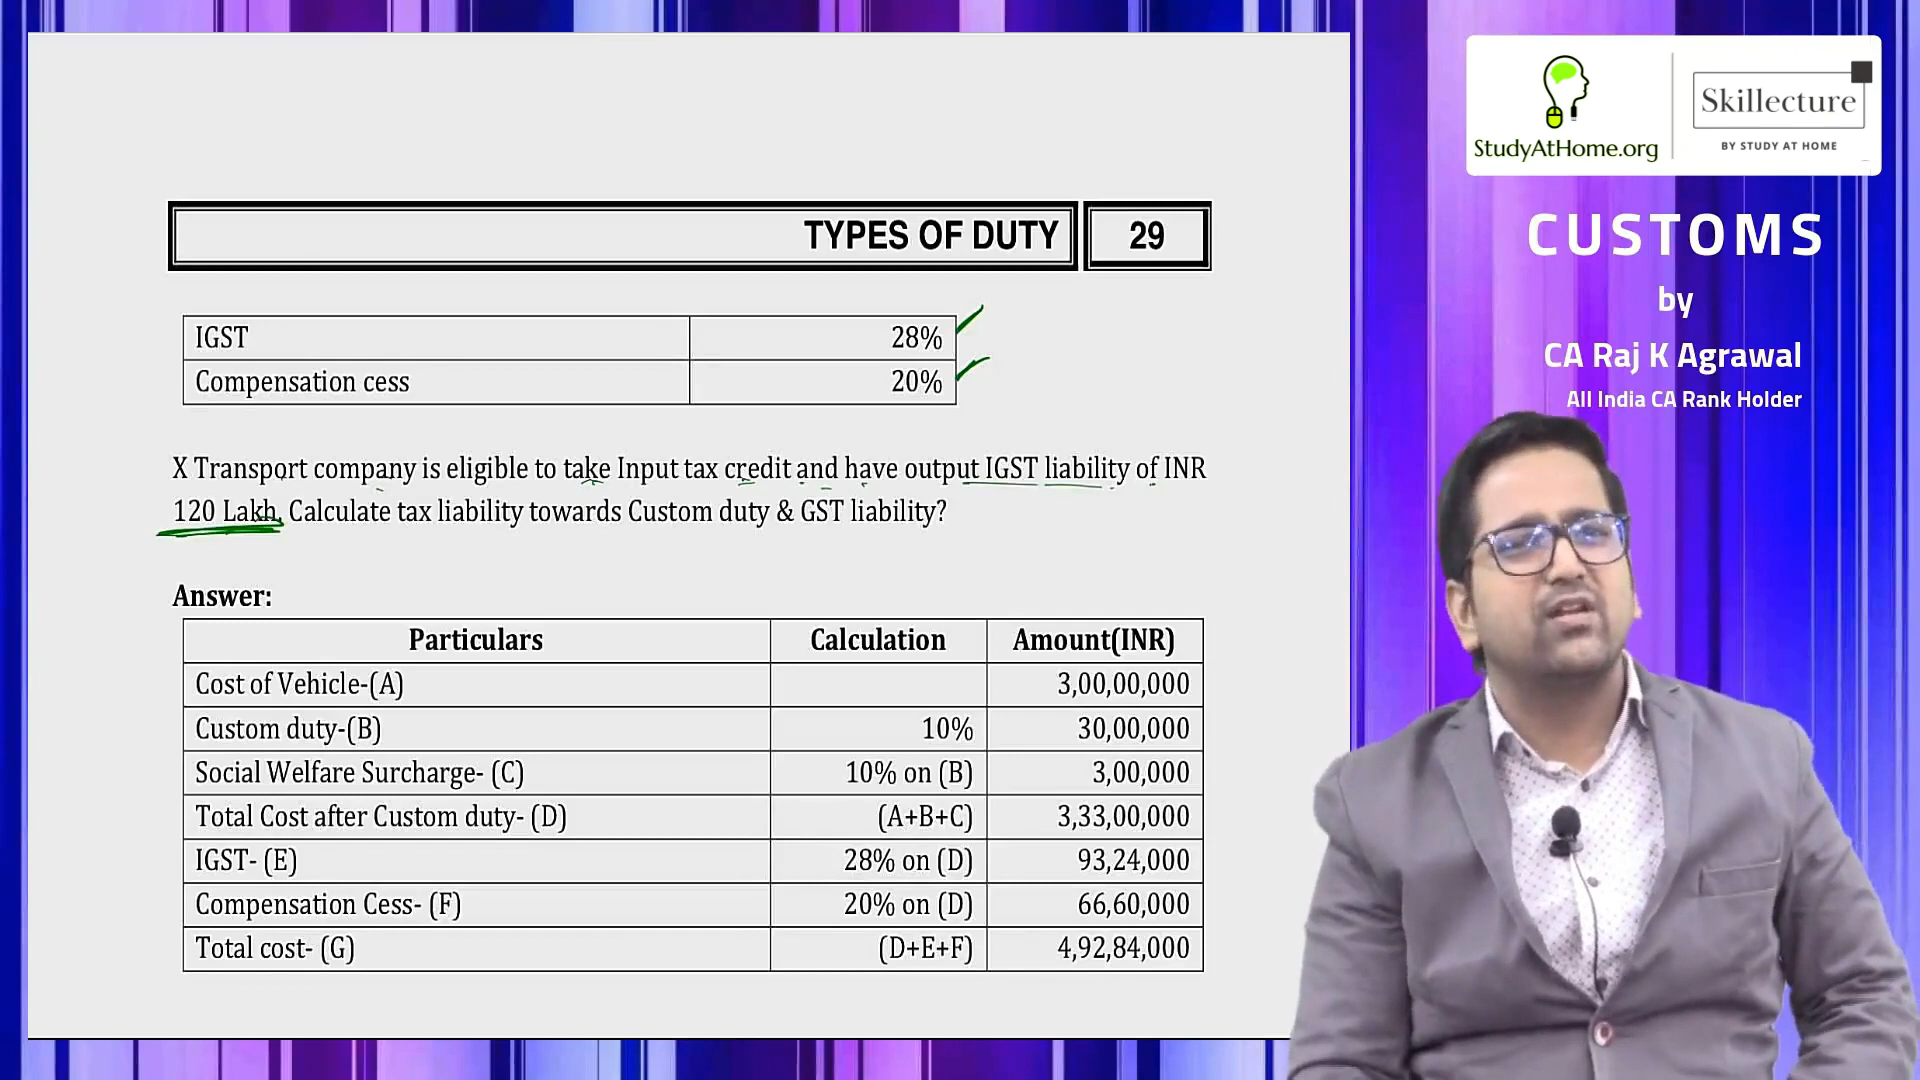 StudyAtHome.org
Skillecture
BY STUDY AT HOME
CUSTOMS
by
CA Raj K Agrawal
All India CA Rank Holder
TYPES OF DUTY 29
IGST 28%
Compensation cess 20%
X Transport company is eligible to take Input tax credit and have output IGST liability of INR
120 Lakh. Calculate tax liability towards Custom duty & GST liability?
Answer:
Particulars Calculation Amount(INR)
Cost of Vehicle-(A) 3,00,00,000
Custom duty-(B) 10% 30,00,000
Social Welfare Surcharge- (C) 10% on (B) 3,00,000
Total Cost after Custom duty- (D) (A+B+C) 3,33,00,000
IGST- (E) 28% on (D) 93,24,000
Compensation Cess- (F) 20% on (D) 66,60,000
Total cost- (G) (D+E+F) 4,92,84,000